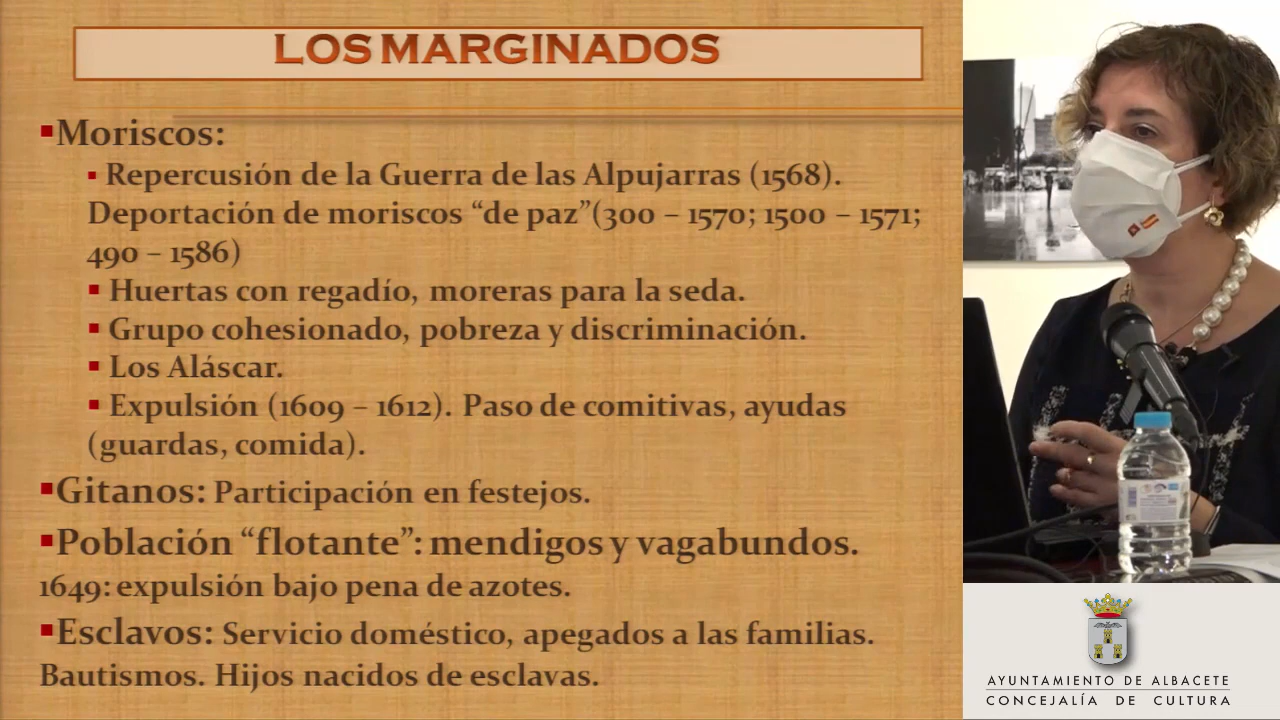 LOS MARGINADOS
▪Moriscos:
▪ Repercusión de la Guerra de las Alpujarras (1568).
Deportación de moriscos “de paz”(300 – 1570; 1500 – 1571;
490 – 1586)
▪ Huertas con regadío, moreras para la seda.
▪ Grupo cohesionado, pobreza y discriminación.
▪ Los Aláscar.
▪ Expulsión (1609 – 1612). Paso de comitivas, ayudas
(guardas, comida).
▪Gitanos: Participación en festejos.
▪Población “flotante”: mendigos y vagabundos.
1649: expulsión bajo pena de azotes.
▪Esclavos: Servicio doméstico, apegados a las familias.
Bautismos. Hijos nacidos de esclavas.
AYUNTAMIENTO DE ALBACETE
CONCEJALÍA DE CULTURA